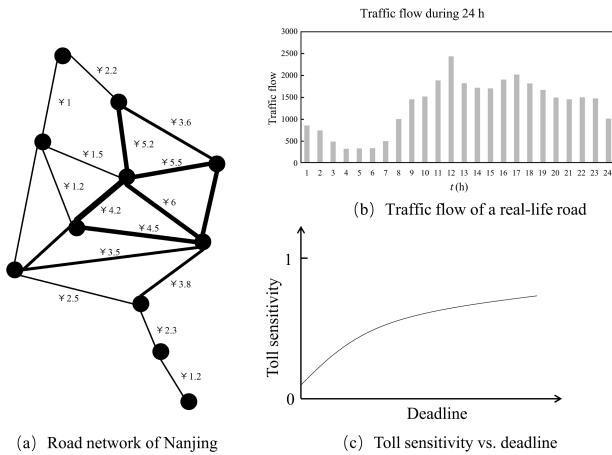 Traffic flow during 24 h
3000
2500
2000
1500
1000
500
0
Traffic flow
1 2 3 4 5 6 7 8 9 10 11 12 13 14 15 16 17 18 19 20 21 22 23 24
t (h)
(b) Traffic flow of a real-life road
¥2.2
¥1
¥3.6
¥5.2
¥1.5
¥5.5
¥1.2
¥6
¥4.2
¥4.5
¥3.5
¥3.8
¥2.5
¥2.3
¥1.2
(a) Road network of Nanjing
1
Toll sensitivity
0
Deadline
(c) Toll sensitivity vs. deadline